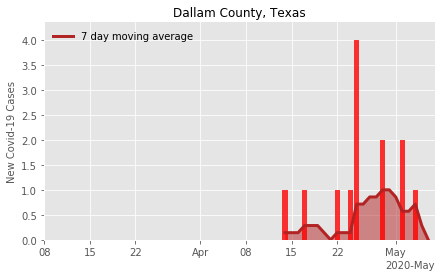 Dallam County, Texas
7 day moving average
New Covid-19 Cases
4.0
3.5
3.0
2.5
2.0
1.5
1.0
0.5
0.0
08 15 22 Apr 08 15 22 May
2020-May